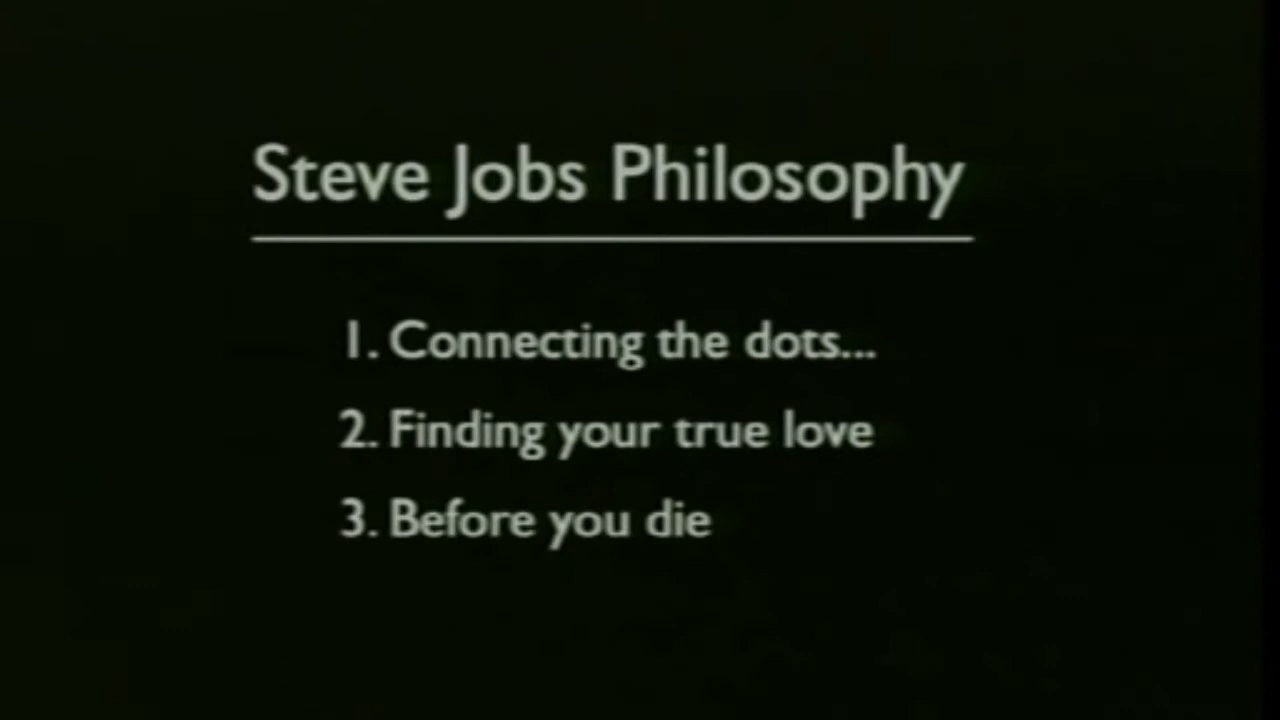 Steve Jobs Philosophy
1. Connecting the dots...
2. Finding your true love
3. Before you die